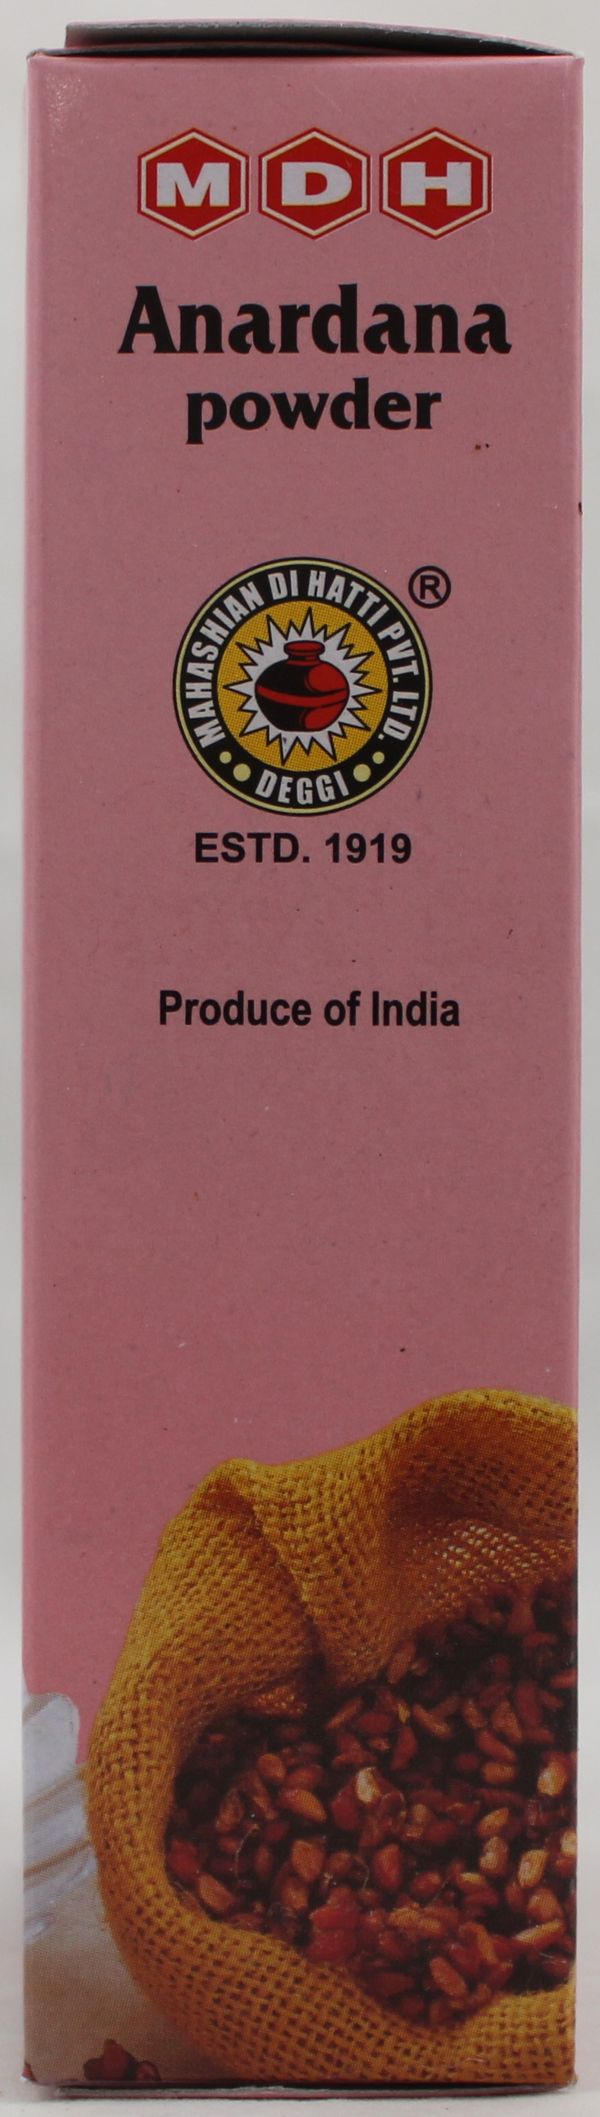 MDH
Anardana
powder
MAHASHIAN DI HATTI PVT. LTD.
®
DEGGI
ESTD. 1919
Produce of India